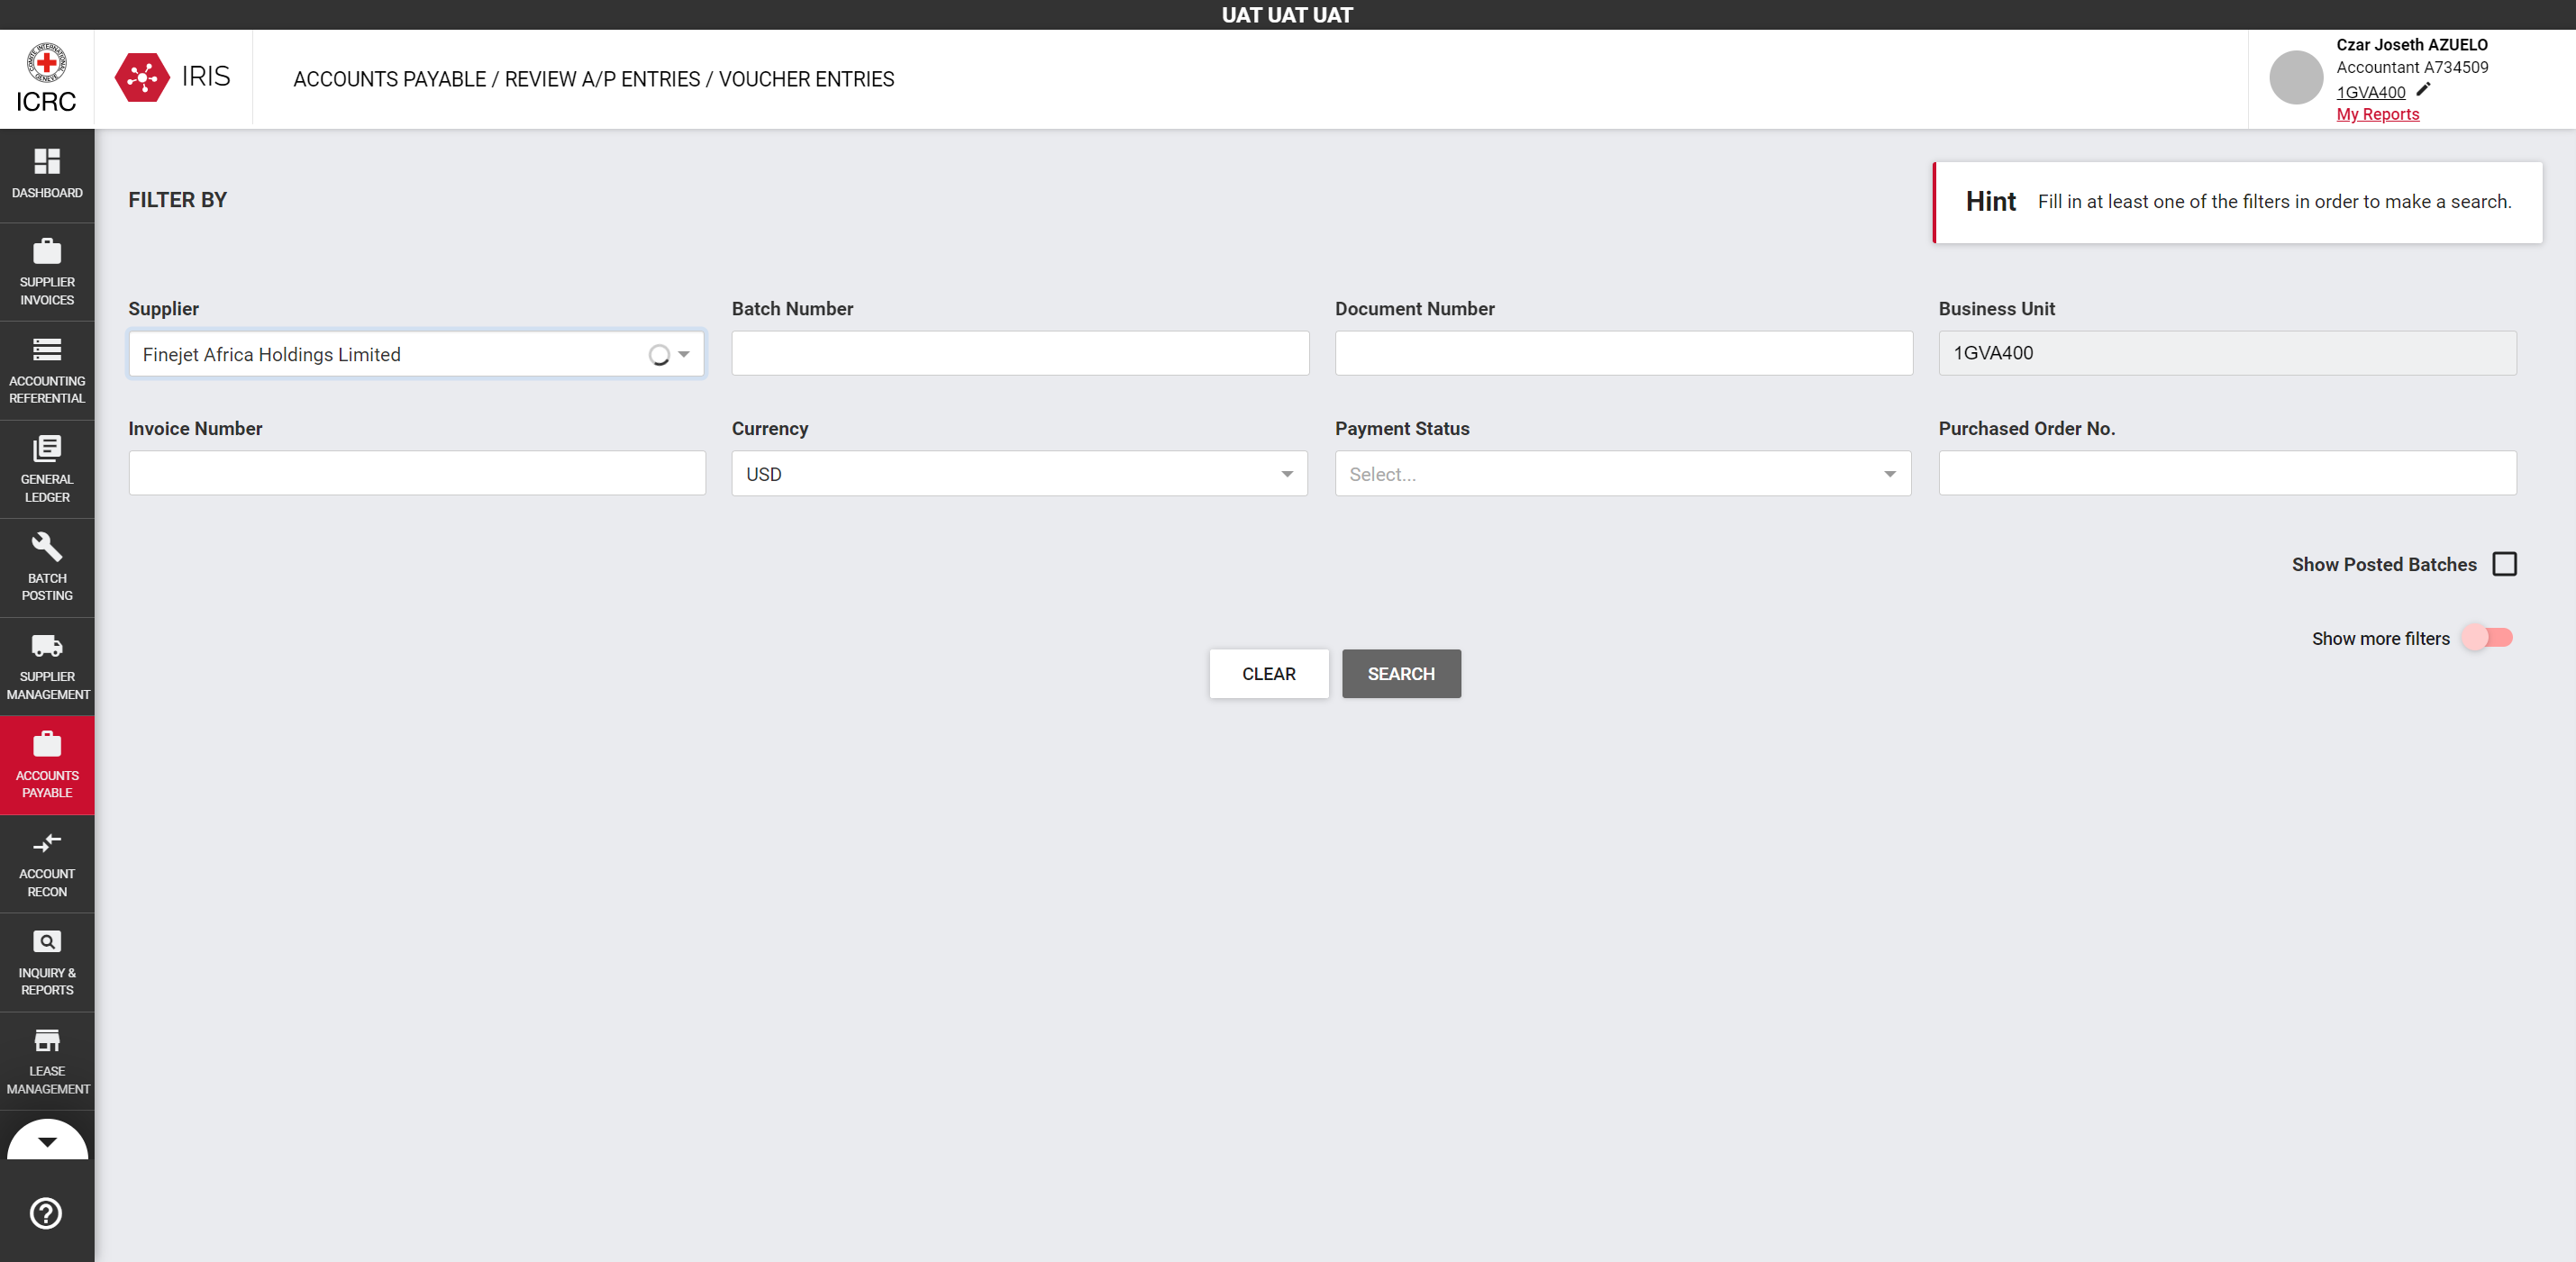 UAT UAT UAT
ICRC
IRIS
ACCOUNTS PAYABLE / REVIEW A/P ENTRIES / VOUCHER ENTRIES
Czar Joseth AZUELO
Accountant A734509
1GVA400
My Reports
DASHBOARD
SUPPLIER
INVOICES
ACCOUNTING
REFERENTIAL
GENERAL
LEDGER
BATCH
POSTING
SUPPLIER
MANAGEMENT
ACCOUNTS
PAYABLE
ACCOUNT
RECON
INQUIRY &
REPORTS
LEASE
MANAGEMENT
FILTER BY
Hint Fill in at least one of the filters in order to make a search.
Supplier
Batch Number
Document Number
Business Unit
Finejet Africa Holdings Limited
1GVA400
Invoice Number
Currency
Payment Status
Purchased Order No.
USD
Select...
Show Posted Batches
Show more filters
CLEAR
SEARCH